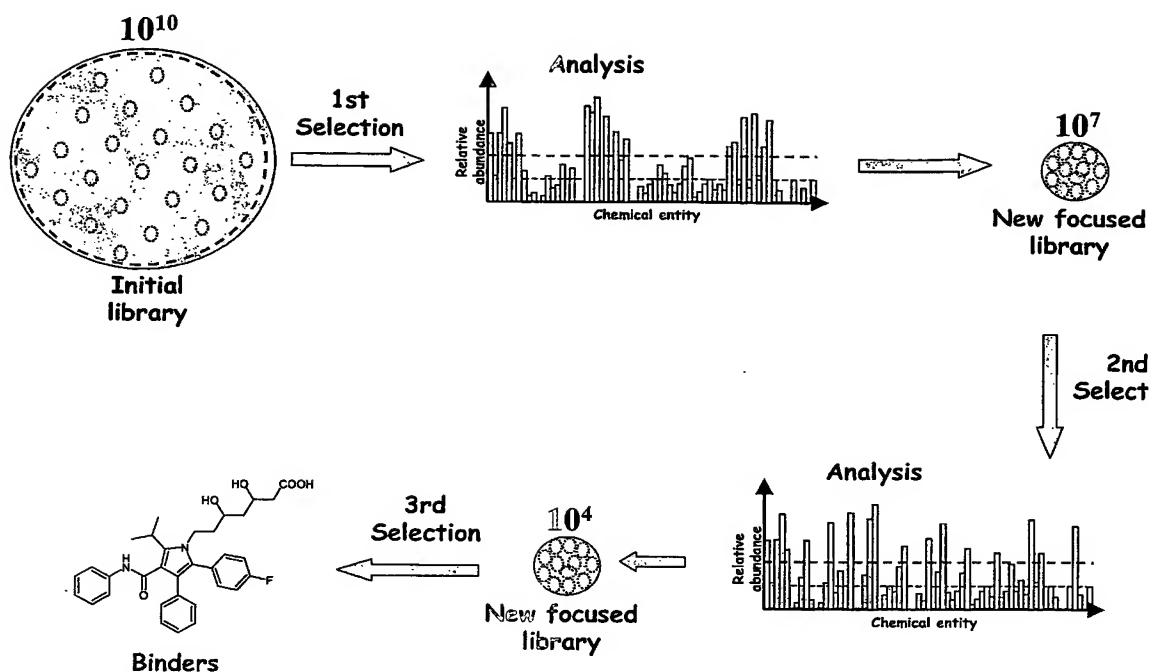 10¹⁰
Initial
library
1st
Selection
Analysis
Relative
abundance
Chemical entity
10⁷
New focused
library
2nd
Select
Analysis
Relative
abundance
Chemical entity
10⁴
New focused
library
3rd
Selection
HO
HO
COOH
N
H
N
O
F
Binders